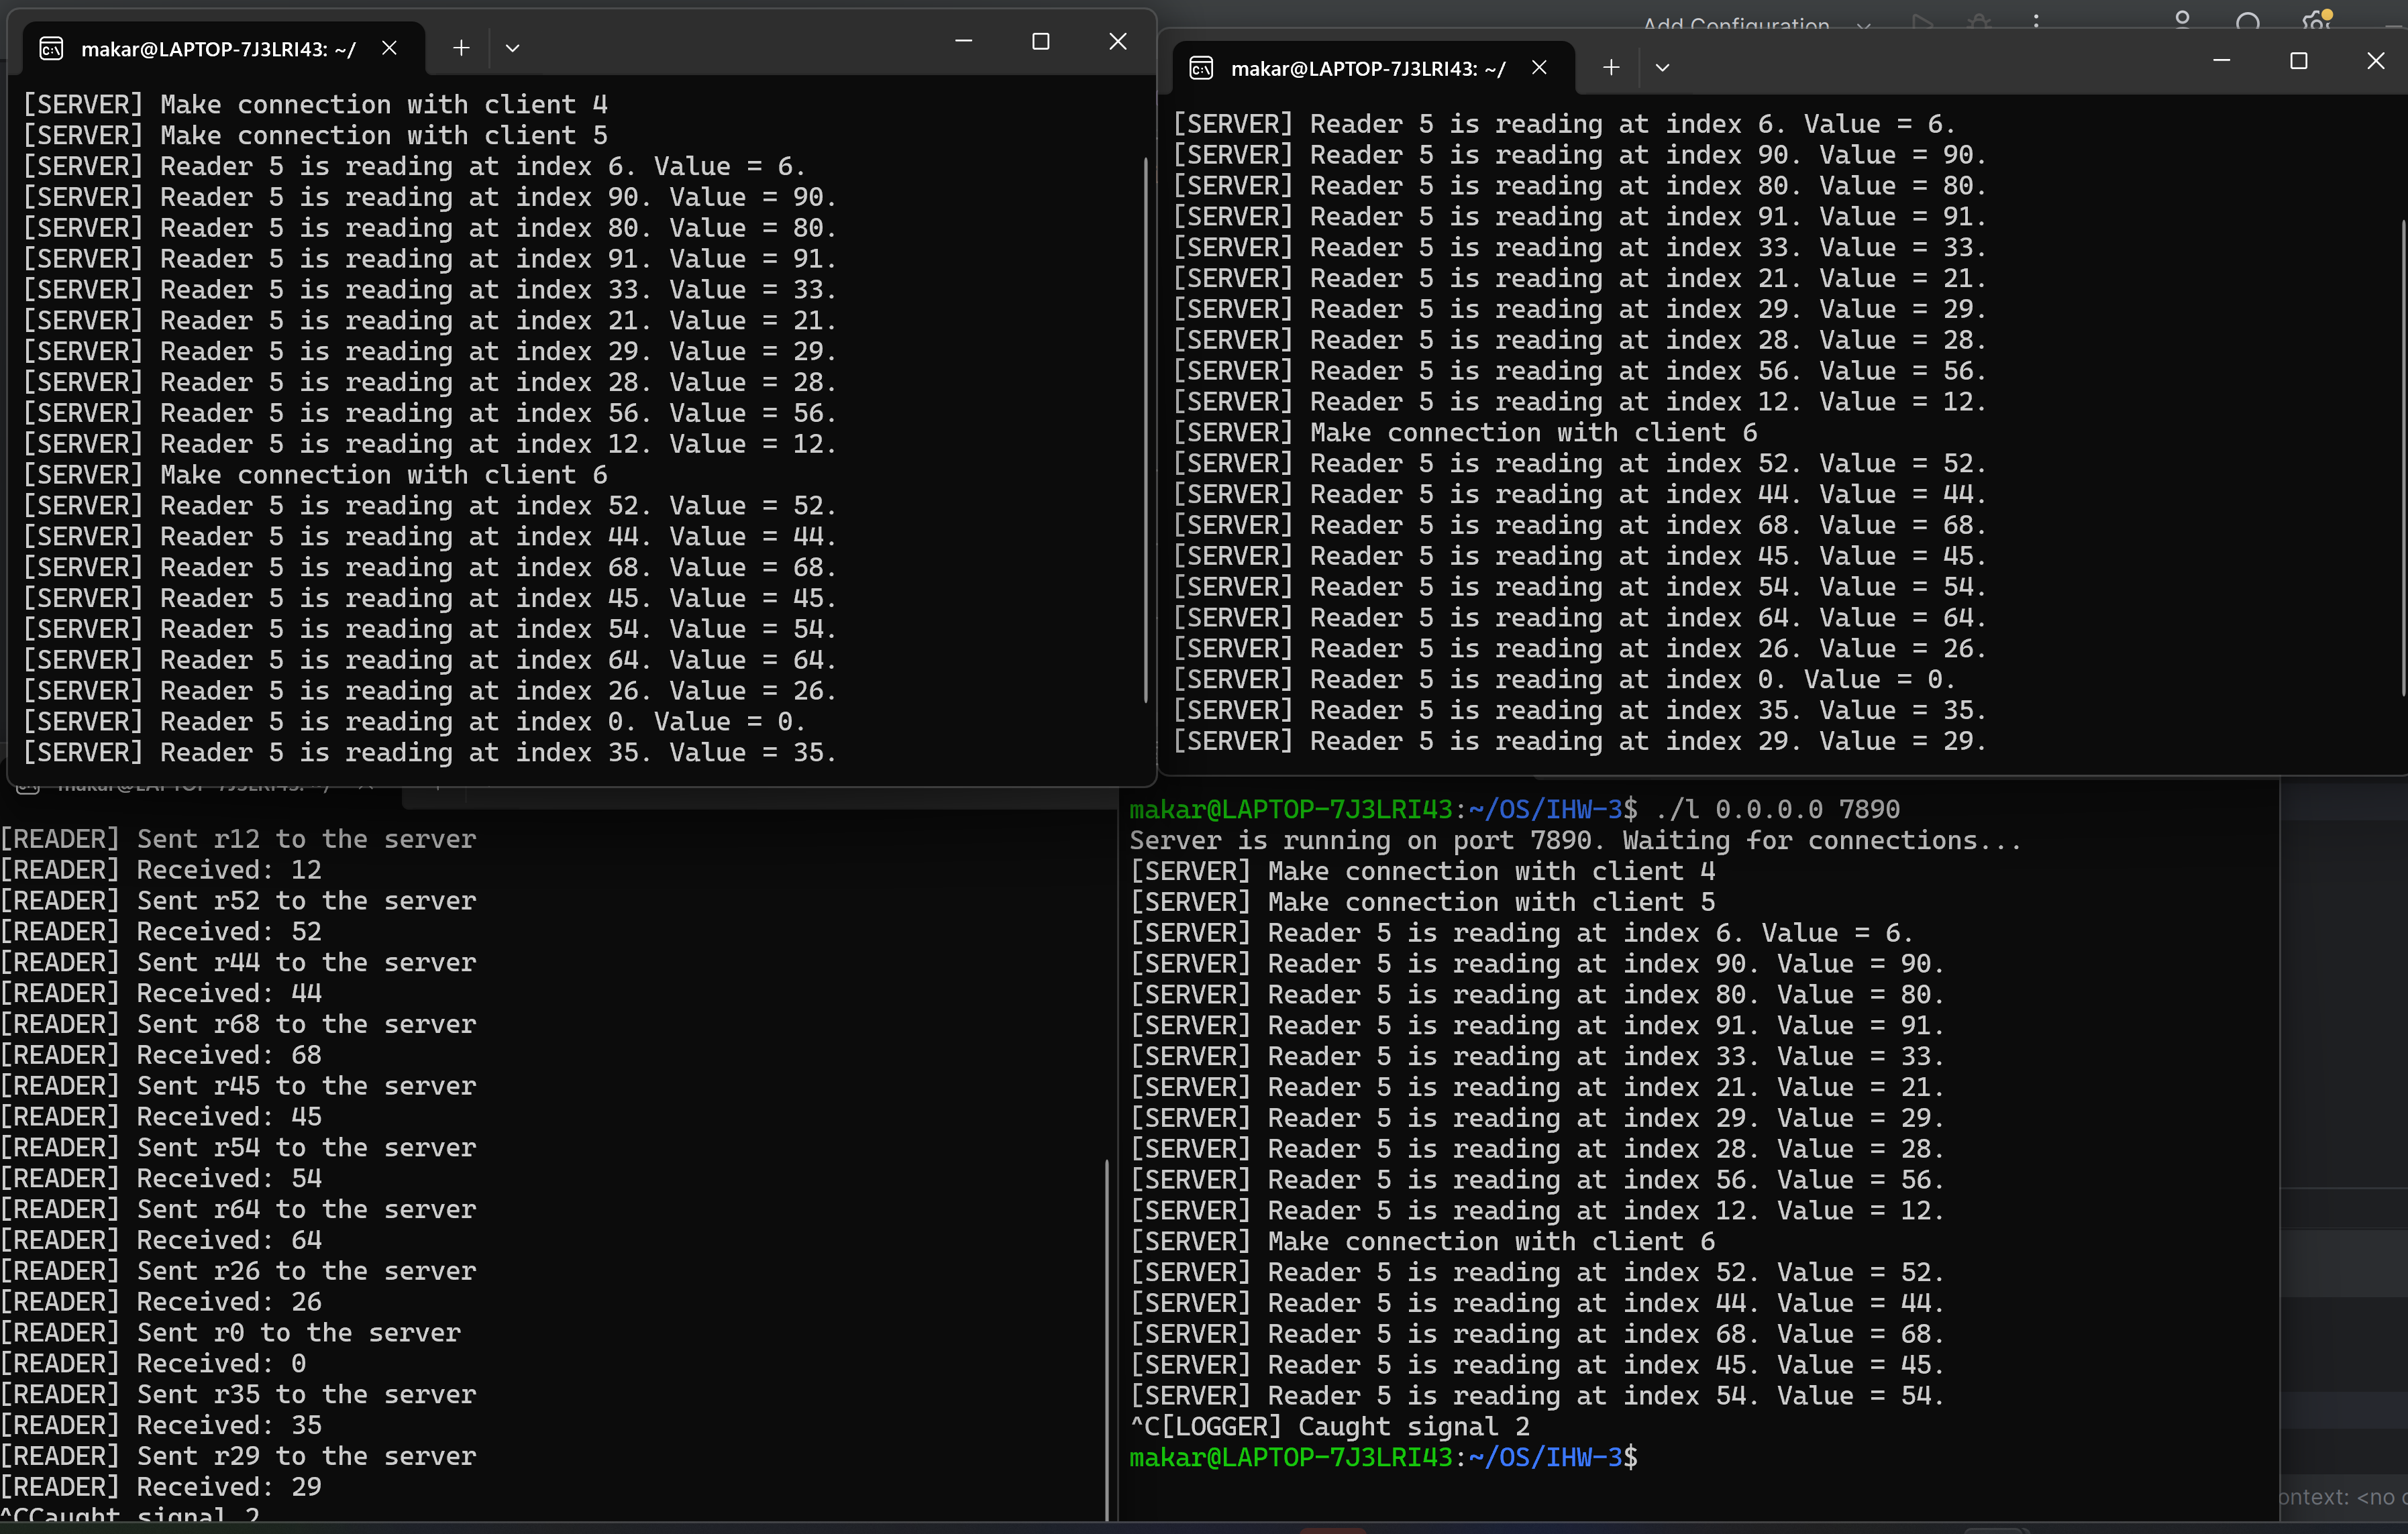 Add Configuration
makar@LAPTOP-7J3LRI43: ~/
[SERVER] Make connection with client 4
[SERVER] Make connection with client 5
[SERVER] Reader 5 is reading at index 6. Value = 6.
[SERVER] Reader 5 is reading at index 90. Value = 90.
[SERVER] Reader 5 is reading at index 80. Value = 80.
[SERVER] Reader 5 is reading at index 91. Value = 91.
[SERVER] Reader 5 is reading at index 33. Value = 33.
[SERVER] Reader 5 is reading at index 21. Value = 21.
[SERVER] Reader 5 is reading at index 29. Value = 29.
[SERVER] Reader 5 is reading at index 28. Value = 28.
[SERVER] Reader 5 is reading at index 56. Value = 56.
[SERVER] Reader 5 is reading at index 12. Value = 12.
[SERVER] Make connection with client 6
[SERVER] Reader 5 is reading at index 52. Value = 52.
[SERVER] Reader 5 is reading at index 44. Value = 44.
[SERVER] Reader 5 is reading at index 68. Value = 68.
[SERVER] Reader 5 is reading at index 45. Value = 45.
[SERVER] Reader 5 is reading at index 54. Value = 54.
[SERVER] Reader 5 is reading at index 64. Value = 64.
[SERVER] Reader 5 is reading at index 26. Value = 26.
[SERVER] Reader 5 is reading at index 0. Value = 0.
[SERVER] Reader 5 is reading at index 35. Value = 35.
makar@LAPTOP-7J3LRI43: ~/
[SERVER] Reader 5 is reading at index 6. Value = 6.
[SERVER] Reader 5 is reading at index 90. Value = 90.
[SERVER] Reader 5 is reading at index 80. Value = 80.
[SERVER] Reader 5 is reading at index 91. Value = 91.
[SERVER] Reader 5 is reading at index 33. Value = 33.
[SERVER] Reader 5 is reading at index 21. Value = 21.
[SERVER] Reader 5 is reading at index 29. Value = 29.
[SERVER] Reader 5 is reading at index 28. Value = 28.
[SERVER] Reader 5 is reading at index 56. Value = 56.
[SERVER] Reader 5 is reading at index 12. Value = 12.
[SERVER] Make connection with client 6
[SERVER] Reader 5 is reading at index 52. Value = 52.
[SERVER] Reader 5 is reading at index 44. Value = 44.
[SERVER] Reader 5 is reading at index 68. Value = 68.
[SERVER] Reader 5 is reading at index 45. Value = 45.
[SERVER] Reader 5 is reading at index 54. Value = 54.
[SERVER] Reader 5 is reading at index 64. Value = 64.
[SERVER] Reader 5 is reading at index 26. Value = 26.
[SERVER] Reader 5 is reading at index 0. Value = 0.
[SERVER] Reader 5 is reading at index 35. Value = 35.
[SERVER] Reader 5 is reading at index 29. Value = 29.
makar@LAPTOP-7J3LRI43: ~/
[READER] Sent r12 to the server
[READER] Received: 12
[READER] Sent r52 to the server
[READER] Received: 52
[READER] Sent r44 to the server
[READER] Received: 44
[READER] Sent r68 to the server
[READER] Received: 68
[READER] Sent r45 to the server
[READER] Received: 45
[READER] Sent r54 to the server
[READER] Received: 54
[READER] Sent r64 to the server
[READER] Received: 64
[READER] Sent r26 to the server
[READER] Received: 26
[READER] Sent r0 to the server
[READER] Received: 0
[READER] Sent r35 to the server
[READER] Received: 35
[READER] Sent r29 to the server
[READER] Received: 29
^CCaught signal 2
makar@LAPTOP-7J3LRI43:~/OS/IHW-3$ ./l 0.0.0.0 7890
Server is running on port 7890. Waiting for connections...
[SERVER] Make connection with client 4
[SERVER] Make connection with client 5
[SERVER] Reader 5 is reading at index 6. Value = 6.
[SERVER] Reader 5 is reading at index 90. Value = 90.
[SERVER] Reader 5 is reading at index 80. Value = 80.
[SERVER] Reader 5 is reading at index 91. Value = 91.
[SERVER] Reader 5 is reading at index 33. Value = 33.
[SERVER] Reader 5 is reading at index 21. Value = 21.
[SERVER] Reader 5 is reading at index 29. Value = 29.
[SERVER] Reader 5 is reading at index 28. Value = 28.
[SERVER] Reader 5 is reading at index 56. Value = 56.
[SERVER] Reader 5 is reading at index 12. Value = 12.
[SERVER] Make connection with client 6
[SERVER] Reader 5 is reading at index 52. Value = 52.
[SERVER] Reader 5 is reading at index 44. Value = 44.
[SERVER] Reader 5 is reading at index 68. Value = 68.
[SERVER] Reader 5 is reading at index 45. Value = 45.
[SERVER] Reader 5 is reading at index 54. Value = 54.
^C[LOGGER] Caught signal 2
makar@LAPTOP-7J3LRI43:~/OS/IHW-3$
ontext: <no